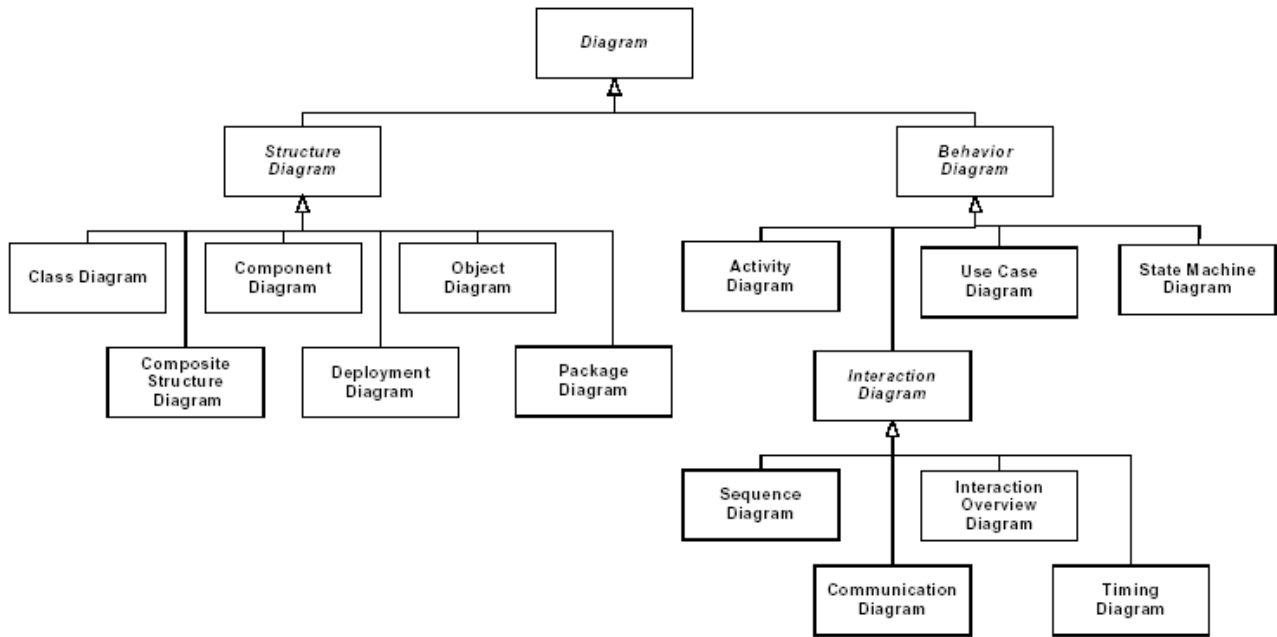 Diagram
Structure
Diagram
Behavior
Diagram
Class Diagram
Component
Diagram
Object
Diagram
Activity
Diagram
Use Case
Diagram
State Machine
Diagram
Composite
Structure
Diagram
Deployment
Diagram
Package
Diagram
Interaction
Diagram
Sequence
Diagram
Interaction
Overview
Diagram
Communication
Diagram
Timing
Diagram